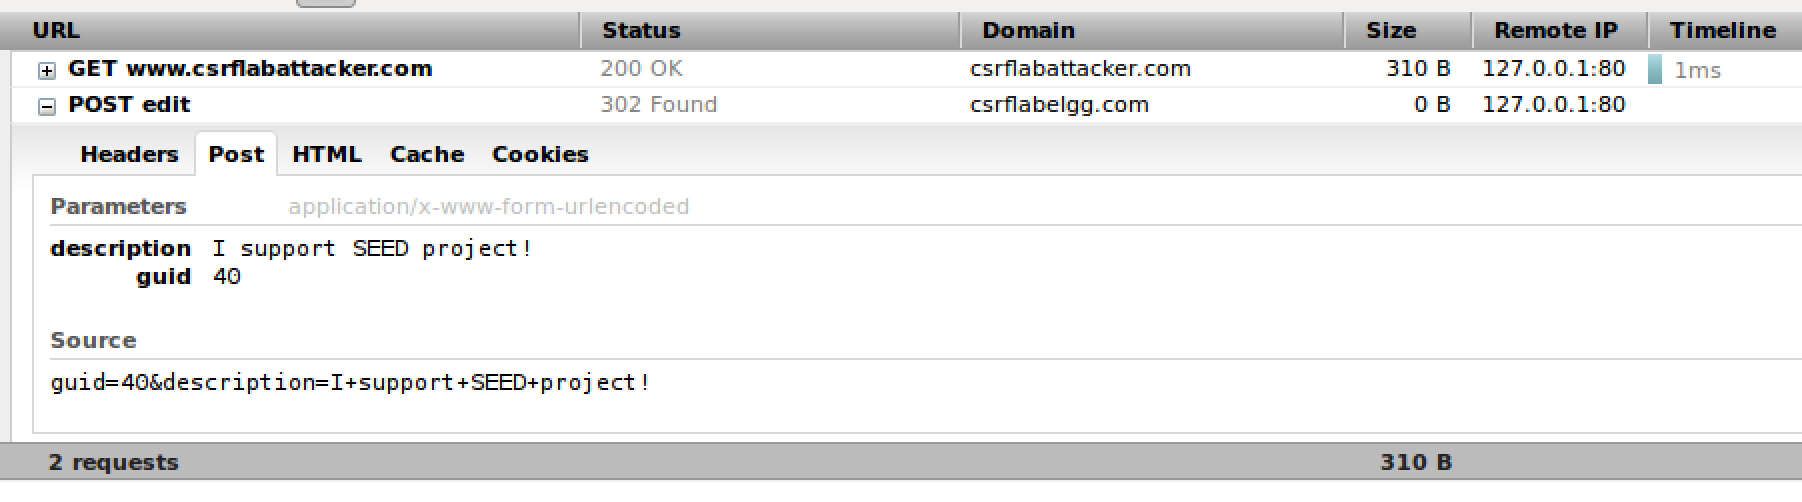 URL Status Domain Size Remote IP Timeline
GET www.csrflabattacker.com 200 OK csrflabattacker.com 310 B 127.0.0.1:80 1ms
POST edit 302 Found csrflabelgg.com 0 B 127.0.0.1:80
Headers Post HTML Cache Cookies
Parameters application/x-www-form-urlencoded
description I support SEED project!
guid 40
Source
guid=40&description=I+support+SEED+project!
2 requests 310 B